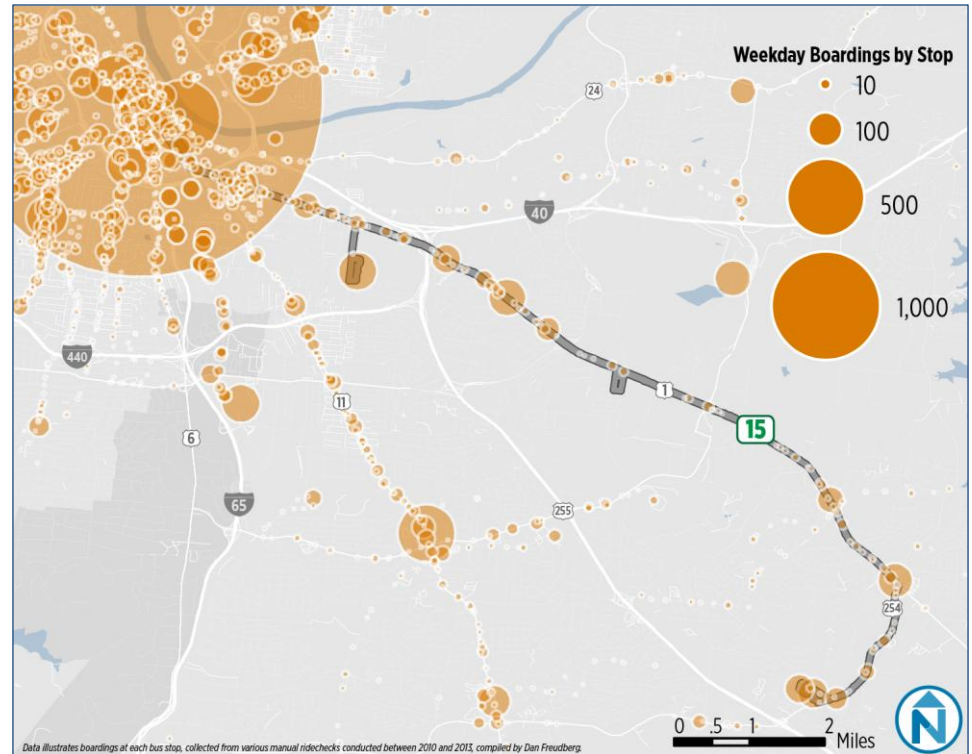 Weekday Boardings by Stop
10
24
100
500
40
1,000
440
11
1
6
15
65
255
254
0 .5 1 2
Miles
N
Data illustrates boardings at each bus stop, collected from various manual ridechecks conducted between 2010 and 2013, compiled by Dan Freudberg.